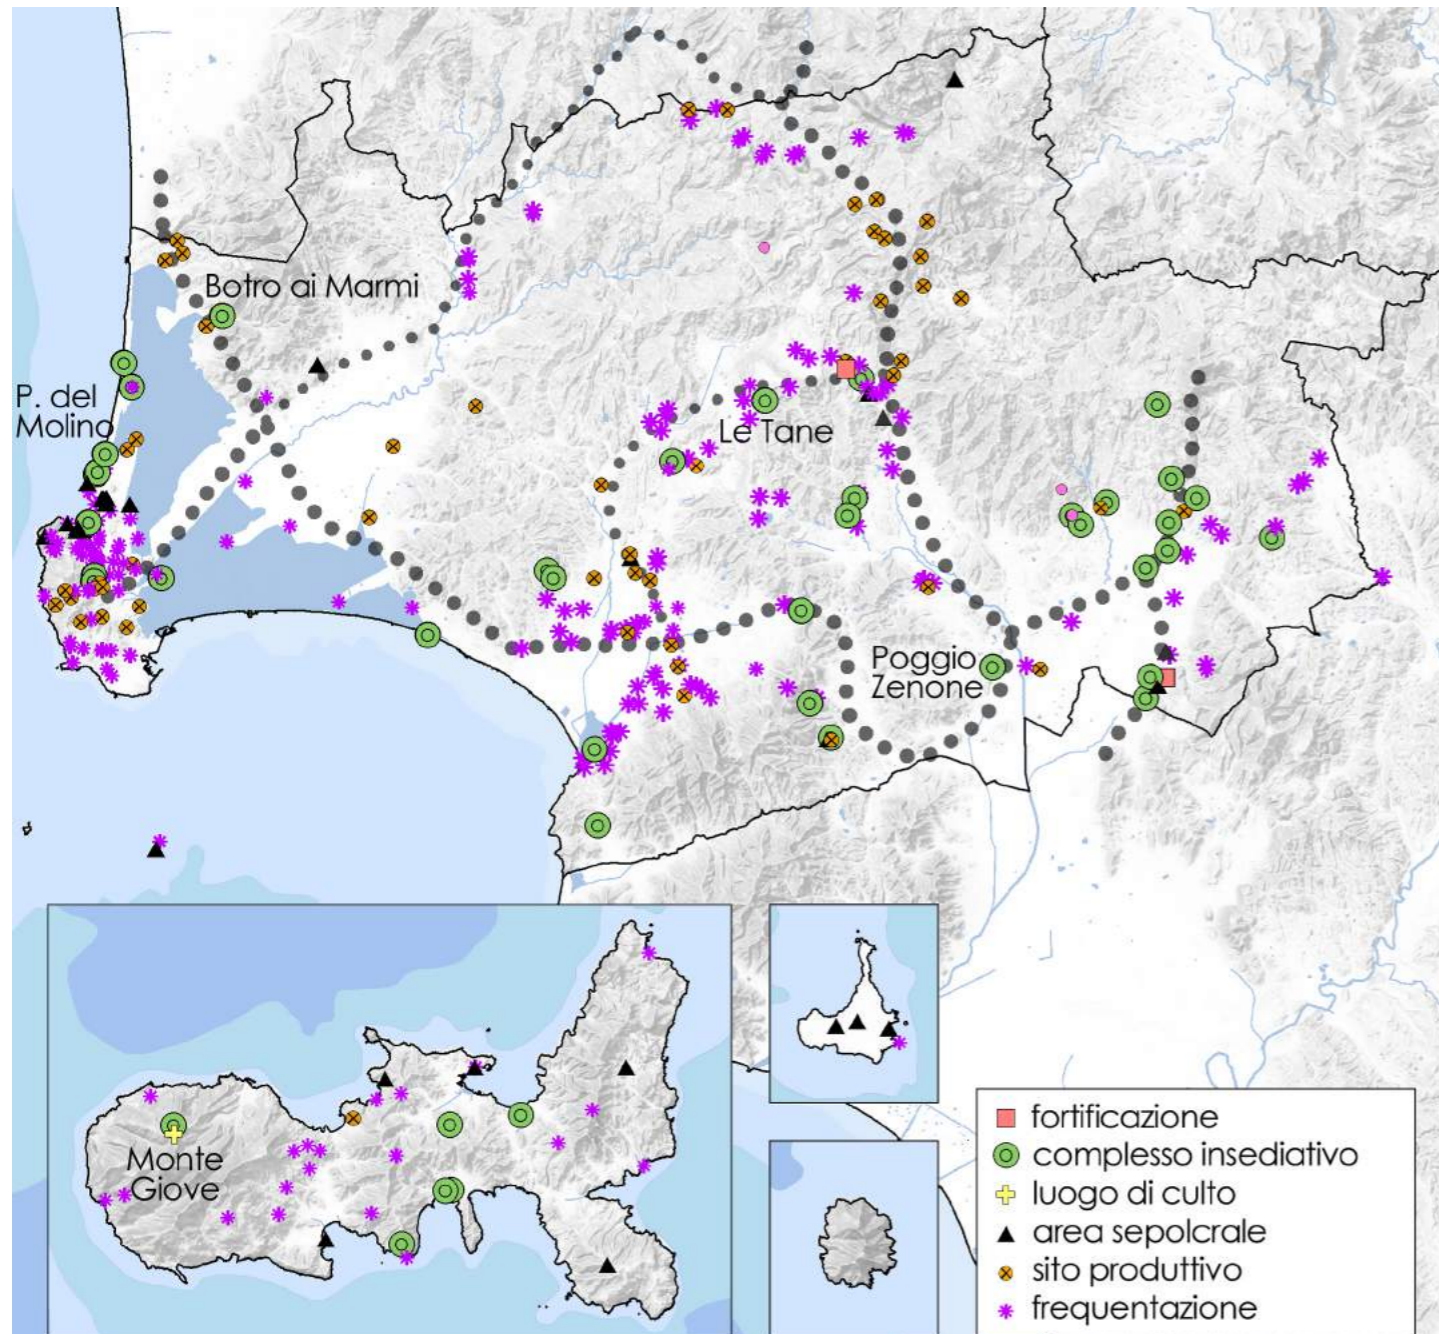 Botro ai Marmi
P. del
Molino
Le Tane
Poggio
Zenone
Monte
Giove
fortificazione
complesso insediativo
luogo di culto
area sepolcrale
sito produttivo
frequentazione